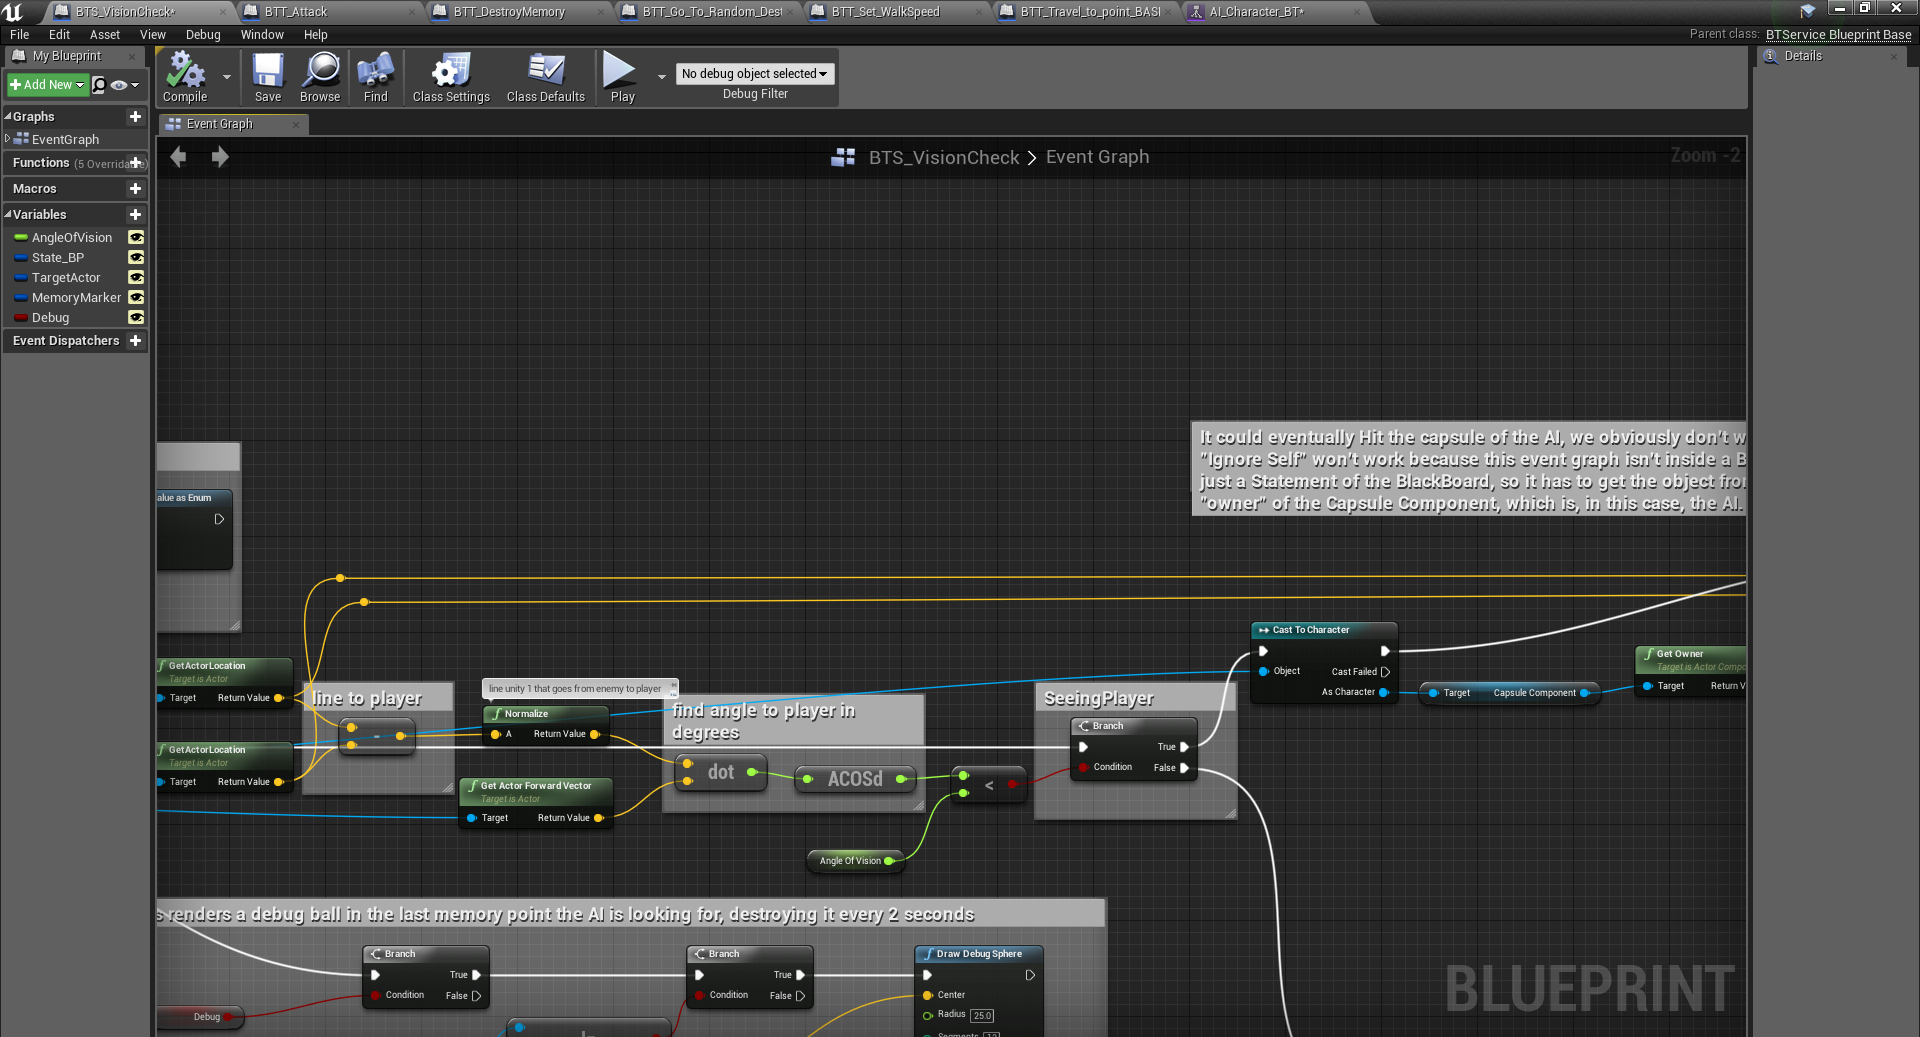 BTS_VisionCheck*
BTT_Attack
BTT_DestroyMemory
BTT_Go_To_Random_Dest
BTT_Set_WalkSpeed
BTT_Travel_to_point_BASI
AI_Character_BT*
File Edit Asset View Debug Window Help
Parent class: BTService Blueprint Base
My Blueprint
Details
Add New
Compile
Save
Browse
Find
Class Settings
Class Defaults
Play
No debug object selected
Debug Filter
Graphs
EventGraph
Functions (5 Overridable)
Macros
Variables
AngleOfVision
State_BP
TargetActor
MemoryMarker
Debug
Event Dispatchers
Event Graph
BTS_VisionCheck > Event Graph
Zoom -2
It could eventually Hit the capsule of the AI, we obviously don't w
"Ignore Self" won't work because this event graph isn't inside a B
just a Statement of the BlackBoard, so it has to get the object fro
"owner" of the Capsule Component, which is, in this case, the AI.
alue as Enum
GetActorLocation
Target is Actor
Target Return Value
GetActorLocation
Target is Actor
Target Return Value
line to player
-
line unity 1 that goes from enemy to player
Normalize
A Return Value
Get Actor Forward Vector
Target is Actor
Target Return Value
find angle to player in
degrees
dot
ACOSd
<
Angle Of Vision
SeeingPlayer
Branch
True
Condition False
Cast To Character
Object Cast Failed
As Character
Target Capsule Component
Get Owner
Target is Actor Compo
Target Return V
s renders a debug ball in the last memory point the AI is looking for, destroying it every 2 seconds
Branch
True
Condition False
Debug
Branch
True
Condition False
Draw Debug Sphere
Center
Radius 25.0
Segments 12
BLUEPRINT